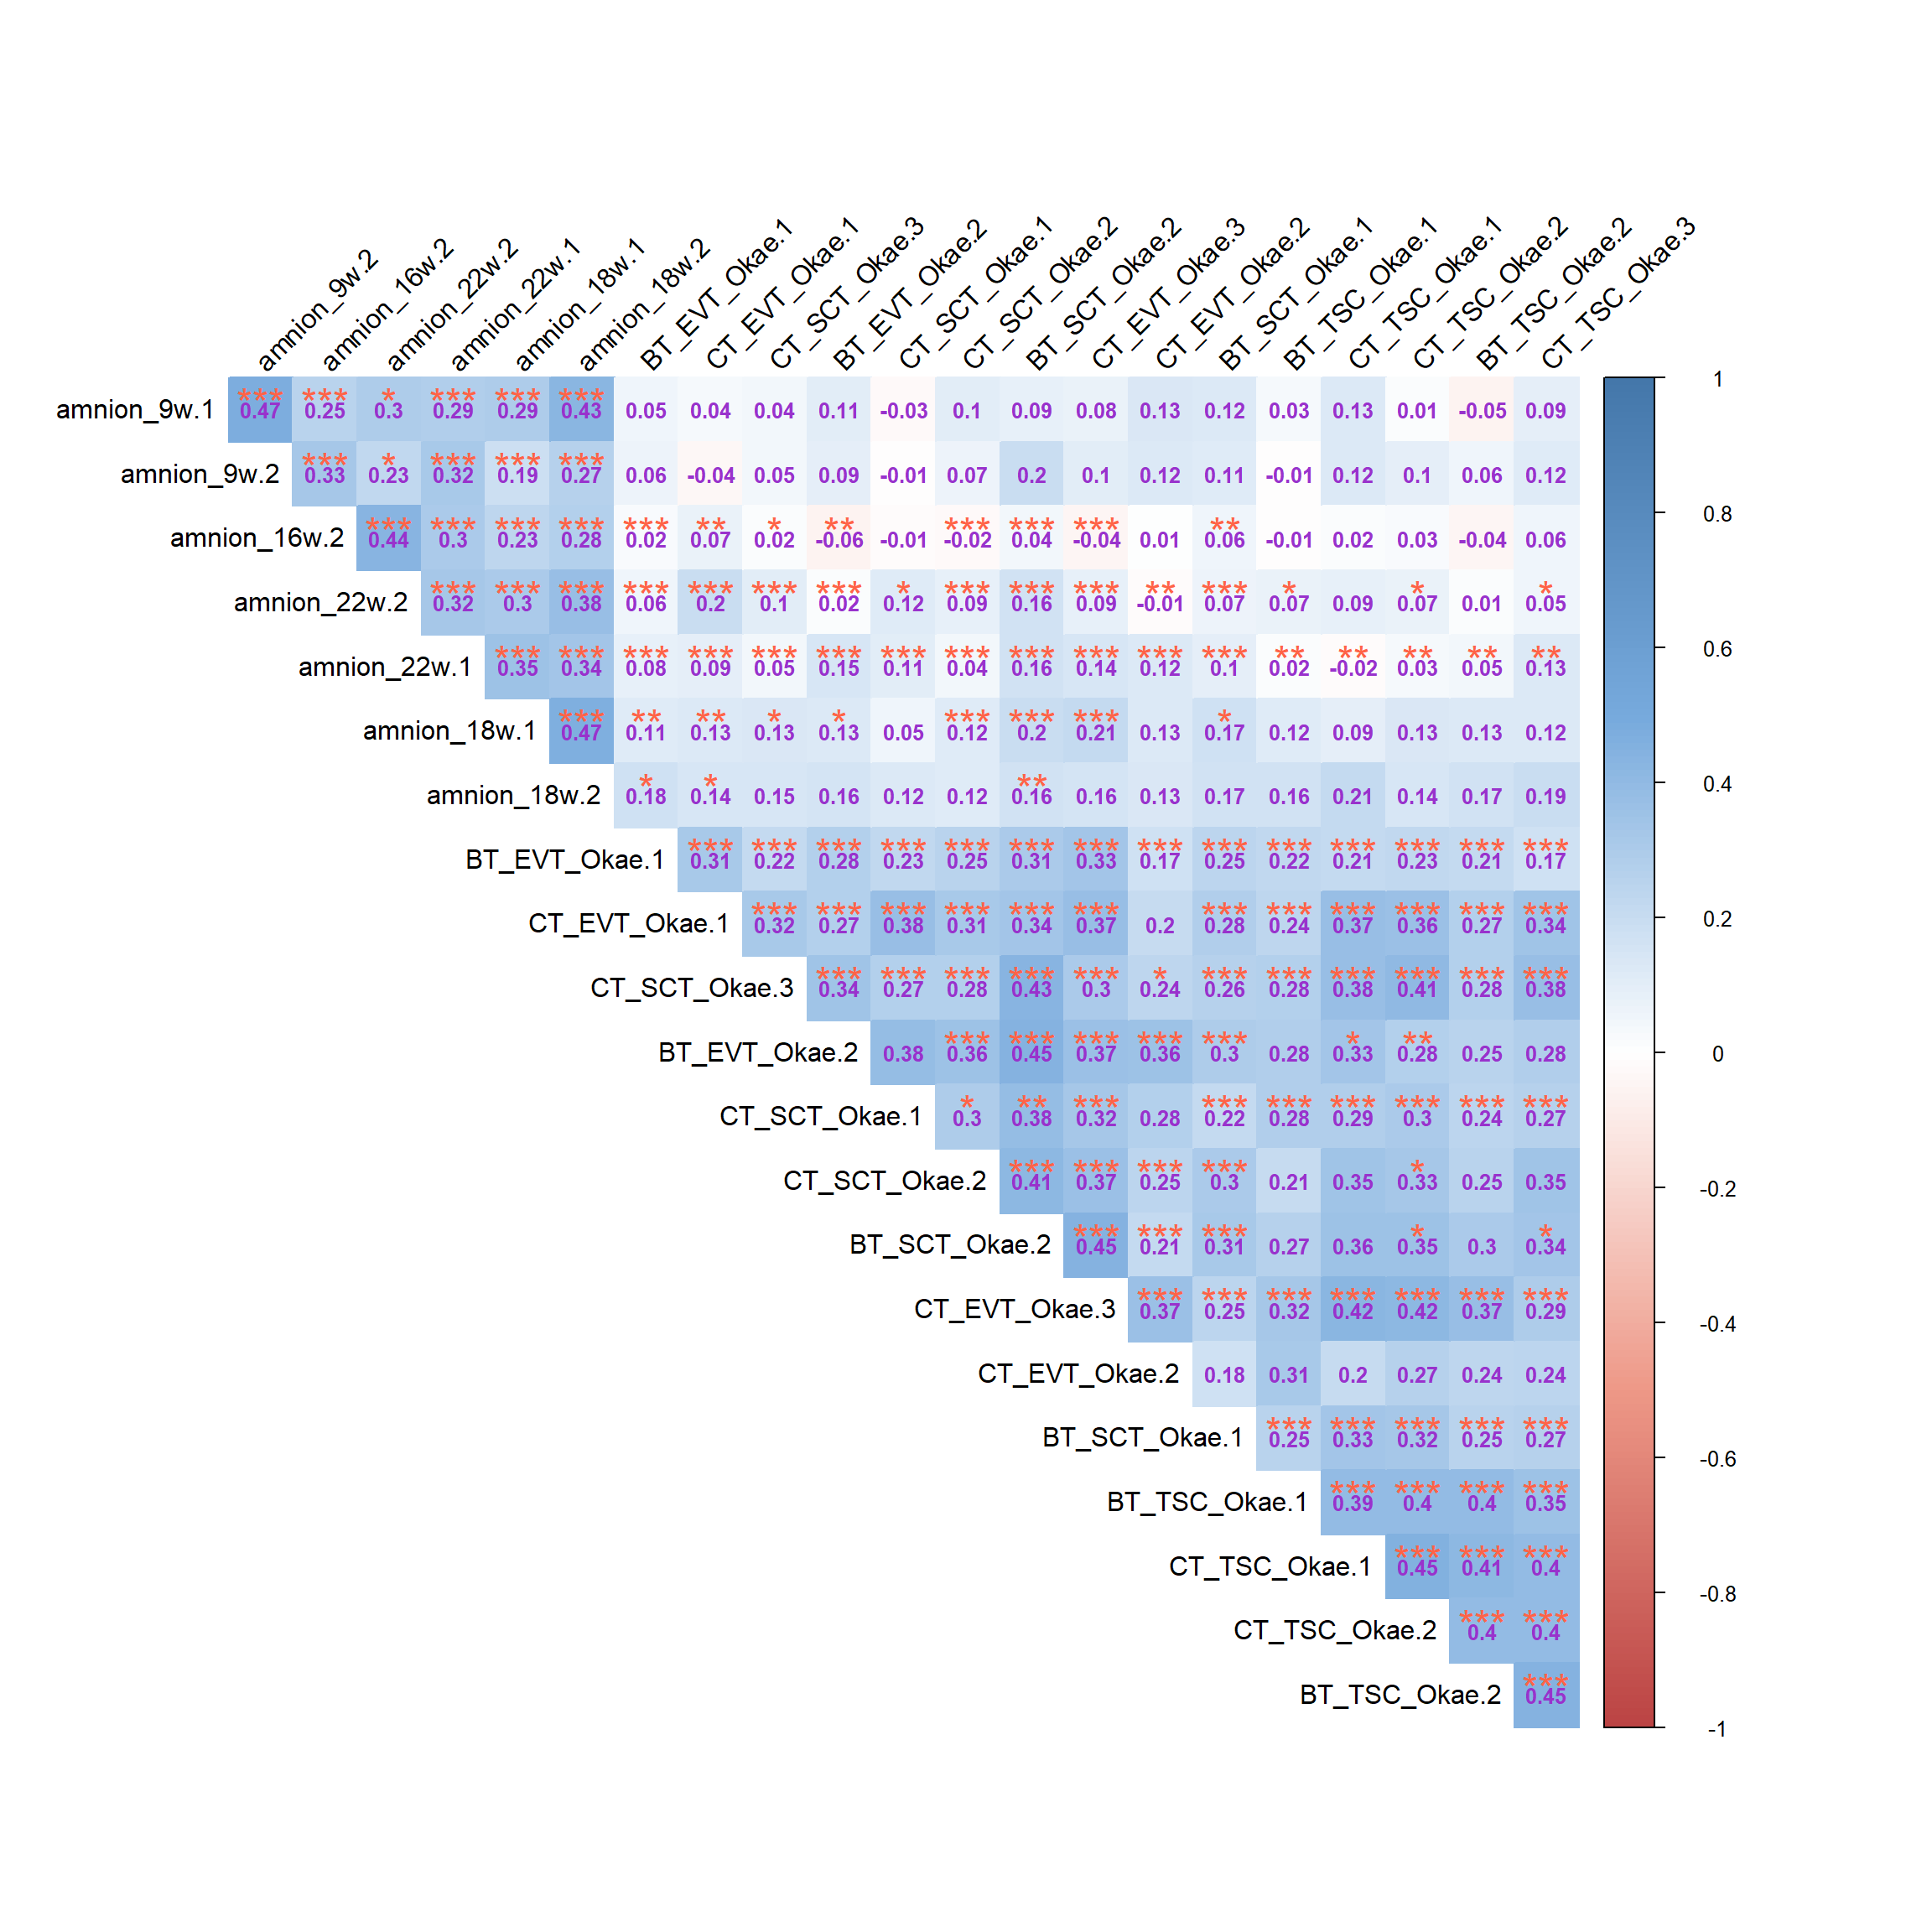 amnion_9w.2 amnion_16w.2 amnion_22w.2 amnion_22w.1 amnion_18w.1 amnion_18w.2 BT_EVT_Okae.1 CT_EVT_Okae.1 CT_SCT_Okae.3 BT_EVT_Okae.2 CT_SCT_Okae.1 CT_SCT_Okae.2 BT_SCT_Okae.2 CT_EVT_Okae.3 CT_EVT_Okae.2 BT_SCT_Okae.1 BT_TSC_Okae.1 CT_TSC_Okae.1 CT_TSC_Okae.2 BT_TSC_Okae.2 CT_TSC_Okae.3
*** *** * *** *** ***
amnion_9w.1 0.47 0.25 0.3 0.29 0.29 0.43 0.05 0.04 0.04 0.11 -0.03 0.1 0.09 0.08 0.13 0.12 0.03 0.13 0.01 -0.05 0.09
*** * *** *** ***
amnion_9w.2 0.33 0.23 0.32 0.19 0.27 0.06 -0.04 0.05 0.09 -0.01 0.07 0.2 0.1 0.12 0.11 -0.01 0.12 0.1 0.06 0.12
*** *** *** *** *** ** * ** *** *** *** **
amnion_16w.2 0.44 0.3 0.23 0.28 0.02 0.07 0.02 -0.06 -0.01 -0.02 0.04 -0.04 0.01 0.06 -0.01 0.02 0.03 -0.04 0.06
*** *** *** *** *** *** *** * *** *** *** ** *** * * *
amnion_22w.2 0.32 0.3 0.38 0.06 0.2 0.1 0.02 0.12 0.09 0.16 0.09 -0.01 0.07 0.07 0.09 0.07 0.01 0.05
*** *** *** *** *** *** *** *** *** *** *** *** ** ** ** ** **
amnion_22w.1 0.35 0.34 0.08 0.09 0.05 0.15 0.11 0.04 0.16 0.14 0.12 0.1 0.02 -0.02 0.03 0.05 0.13
*** ** ** * * *** *** *** *
amnion_18w.1 0.47 0.11 0.13 0.13 0.13 0.05 0.12 0.2 0.21 0.13 0.17 0.12 0.09 0.13 0.13 0.12
* * **
amnion_18w.2 0.18 0.14 0.15 0.16 0.12 0.12 0.16 0.16 0.13 0.17 0.16 0.21 0.14 0.17 0.19
*** *** *** *** *** *** *** *** *** *** *** *** *** ***
BT_EVT_Okae.1 0.31 0.22 0.28 0.23 0.25 0.31 0.33 0.17 0.25 0.22 0.21 0.23 0.21 0.17
*** *** *** *** *** *** *** *** *** *** *** ***
CT_EVT_Okae.1 0.32 0.27 0.38 0.31 0.34 0.37 0.2 0.28 0.24 0.37 0.36 0.27 0.34
*** *** *** *** *** * *** *** *** *** *** ***
CT_SCT_Okae.3 0.34 0.27 0.28 0.43 0.3 0.24 0.26 0.28 0.38 0.41 0.28 0.38
*** *** *** *** *** * **
BT_EVT_Okae.2 0.38 0.36 0.45 0.37 0.36 0.3 0.28 0.33 0.28 0.25 0.28
* ** *** *** *** *** *** *** ***
CT_SCT_Okae.1 0.3 0.38 0.32 0.28 0.22 0.28 0.29 0.3 0.24 0.27
*** *** *** *** *
CT_SCT_Okae.2 0.41 0.37 0.25 0.3 0.21 0.35 0.33 0.25 0.35
*** *** *** * *
BT_SCT_Okae.2 0.45 0.21 0.31 0.27 0.36 0.35 0.3 0.34
*** *** *** *** *** *** ***
CT_EVT_Okae.3 0.37 0.25 0.32 0.42 0.42 0.37 0.29
CT_EVT_Okae.2 0.18 0.31 0.2 0.27 0.24 0.24
*** *** *** *** ***
BT_SCT_Okae.1 0.25 0.33 0.32 0.25 0.27
*** *** *** ***
BT_TSC_Okae.1 0.39 0.4 0.4 0.35
*** *** ***
CT_TSC_Okae.1 0.45 0.41 0.4
*** ***
CT_TSC_Okae.2 0.4 0.4
***
BT_TSC_Okae.2 0.45
1
0.8
0.6
0.4
0.2
0
-0.2
-0.4
-0.6
-0.8
-1